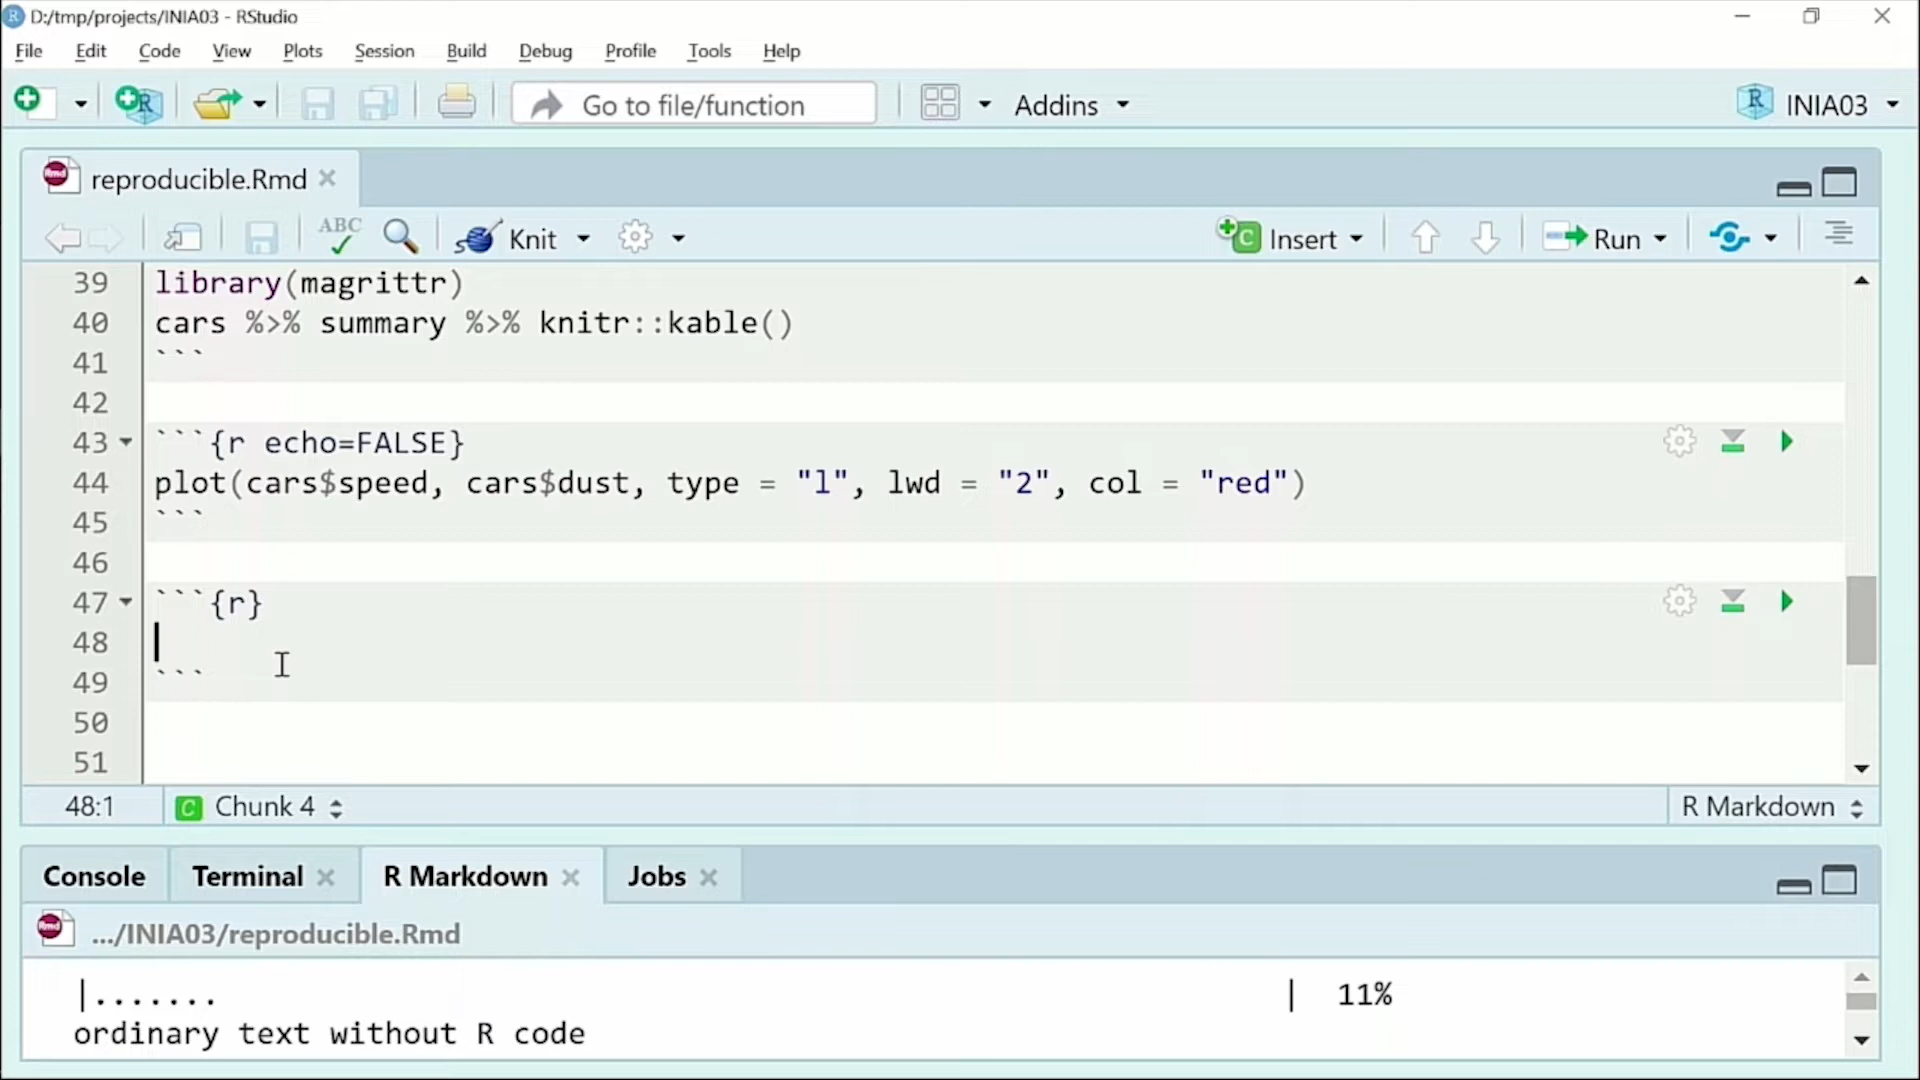 D:/tmp/projects/INIA03 - RStudio
File Edit Code View Plots Session Build Debug Profile Tools Help
Go to file/function Addins INIA03
reproducible.Rmd
ABC Knit Insert Run
39 library(magrittr)
40 cars %>% summary %>% knitr::kable()
41 ```
42
43 ```{r echo=FALSE}
44 plot(cars$speed, cars$dust, type = "l", lwd = "2", col = "red")
45 ```
46
47 ```{r}
48
49 ```
50
51
48:1 C Chunk 4 R Markdown
Console Terminal R Markdown Jobs
.../INIA03/reproducible.Rmd
|....... | 11%
ordinary text without R code